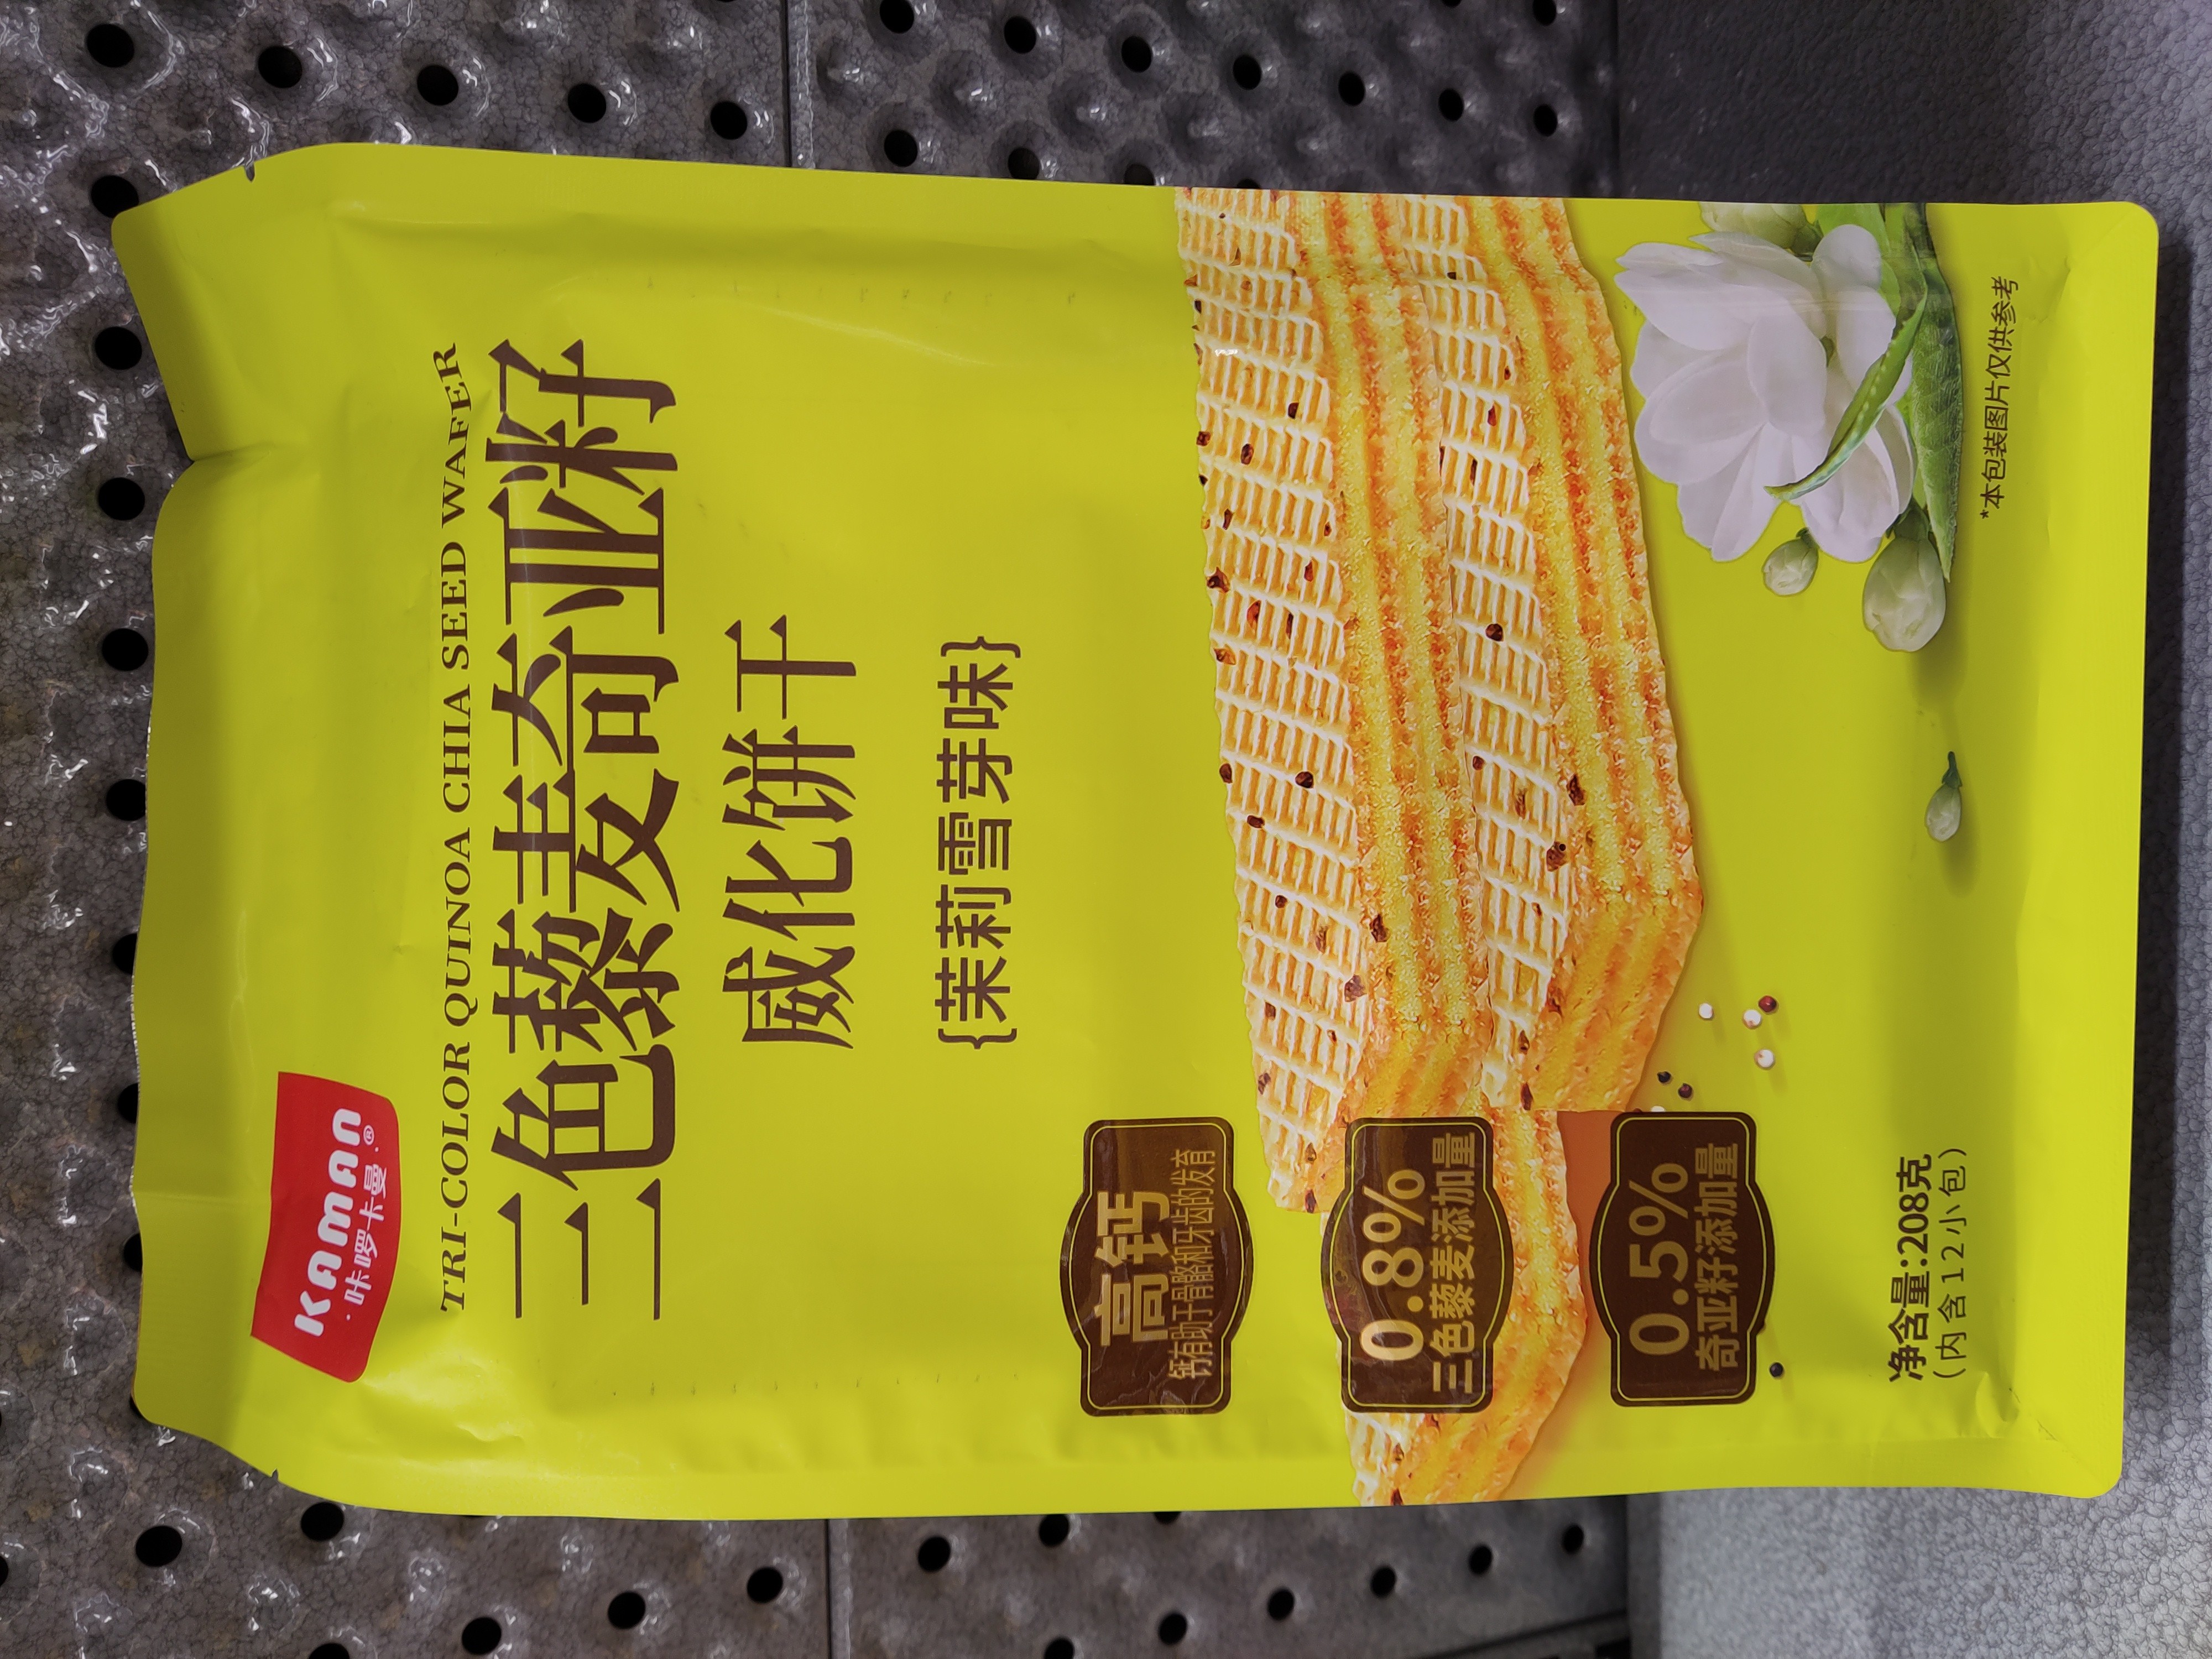 KAMAN
·咔啰卡曼·®
TRI-COLOR QUINOA CHIA SEED WAFER
三色藜麦奇亚籽
威化饼干
{茉莉雪芽味}
高钙
钙有助于骨骼和牙齿的发育
0.8%
三色藜麦添加量
0.5%
奇亚籽添加量
净含量:208克
（内含12小包）
*本包装图片仅供参考